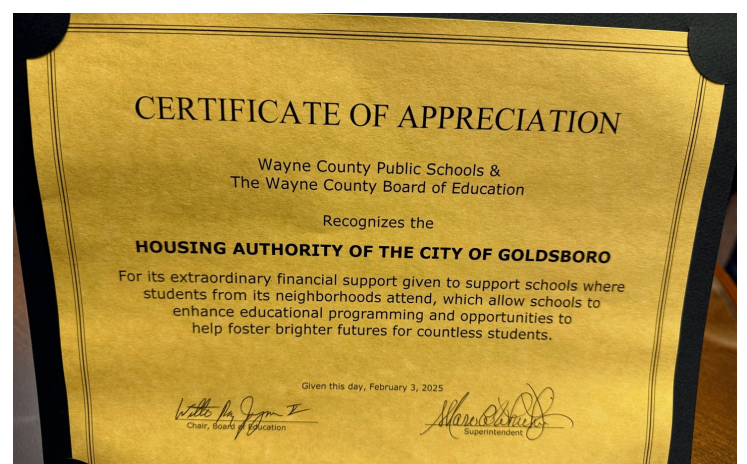 CERTIFICATE OF APPRECIATION
Wayne County Public Schools &
The Wayne County Board of Education
Recognizes the
HOUSING AUTHORITY OF THE CITY OF GOLDSBORO
For its extraordinary financial support given to support schools where
students from its neighborhoods attend, which allow schools to
enhance educational programming and opportunities to
help foster brighter futures for countless students.
Given this day, February 3, 2025
Chair, Board of Education
Superintendent